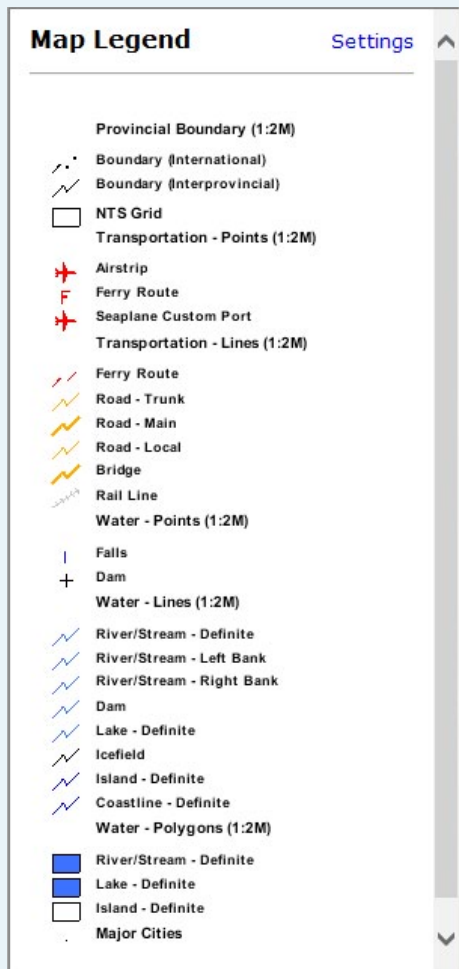 Map Legend Settings
Provincial Boundary (1:2M)
Boundary (International)
Boundary (Interprovincial)
NTS Grid
Transportation - Points (1:2M)
Airstrip
F Ferry Route
Seaplane Custom Port
Transportation - Lines (1:2M)
Ferry Route
Road - Trunk
Road - Main
Road - Local
Bridge
Rail Line
Water - Points (1:2M)
Falls
Dam
Water - Lines (1:2M)
River/Stream - Definite
River/Stream - Left Bank
River/Stream - Right Bank
Dam
Lake - Definite
Icefield
Island - Definite
Coastline - Definite
Water - Polygons (1:2M)
River/Stream - Definite
Lake - Definite
Island - Definite
Major Cities